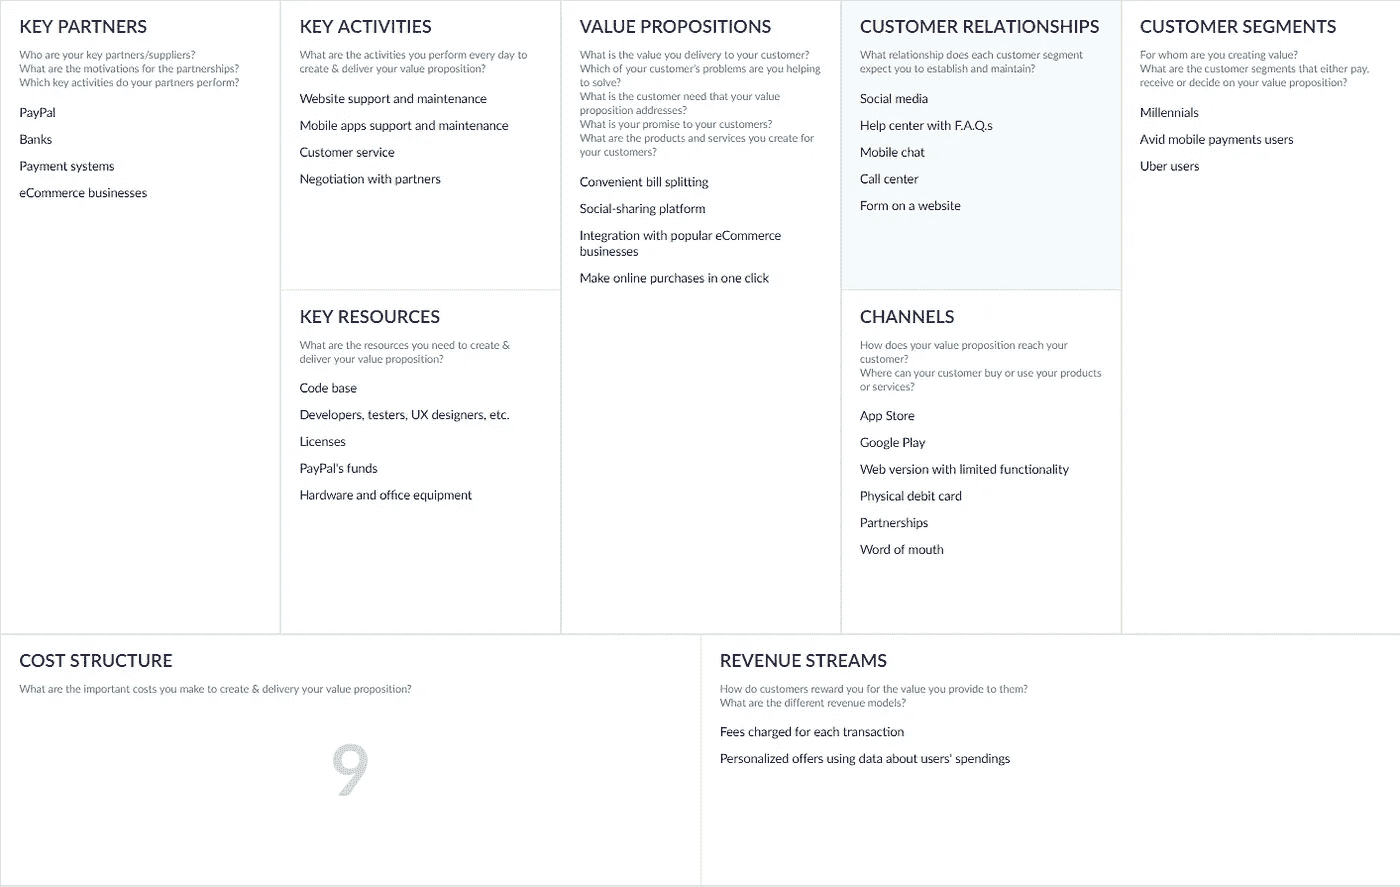 KEY PARTNERS
Who are your key partners/suppliers?
What are the motivations for the partnerships?
Which key activities do your partners perform?
PayPal
Banks
Payment systems
eCommerce businesses
KEY ACTIVITIES
What are the activities you perform every day to
create & deliver your value proposition?
Website support and maintenance
Mobile apps support and maintenance
Customer service
Negotiation with partners
KEY RESOURCES
What are the resources you need to create &
deliver your value proposition?
Code base
Developers, testers, UX designers, etc.
Licenses
PayPal's funds
Hardware and office equipment
VALUE PROPOSITIONS
What is the value you delivery to your customer?
Which of your customer's problems are you helping
to solve?
What is the customer need that your value
proposition addresses?
What is your promise to your customers?
What are the products and services you create for
your customers?
Convenient bill splitting
Social-sharing platform
Integration with popular eCommerce
businesses
Make online purchases in one click
CUSTOMER RELATIONSHIPS
What relationship does each customer segment
expect you to establish and maintain?
Social media
Help center with F.A.Q.s
Mobile chat
Call center
Form on a website
CHANNELS
How does your value proposition reach your
customer?
Where can your customer buy or use your products
or services?
App Store
Google Play
Web version with limited functionality
Physical debit card
Partnerships
Word of mouth
CUSTOMER SEGMENTS
For whom are you creating value?
What are the customer segments that either pay,
receive or decide on your value proposition?
Millennials
Avid mobile payments users
Uber users
COST STRUCTURE
What are the important costs you make to create & delivery your value proposition?
9
REVENUE STREAMS
How do customers reward you for the value you provide to them?
What are the different revenue models?
Fees charged for each transaction
Personalized offers using data about users' spendings